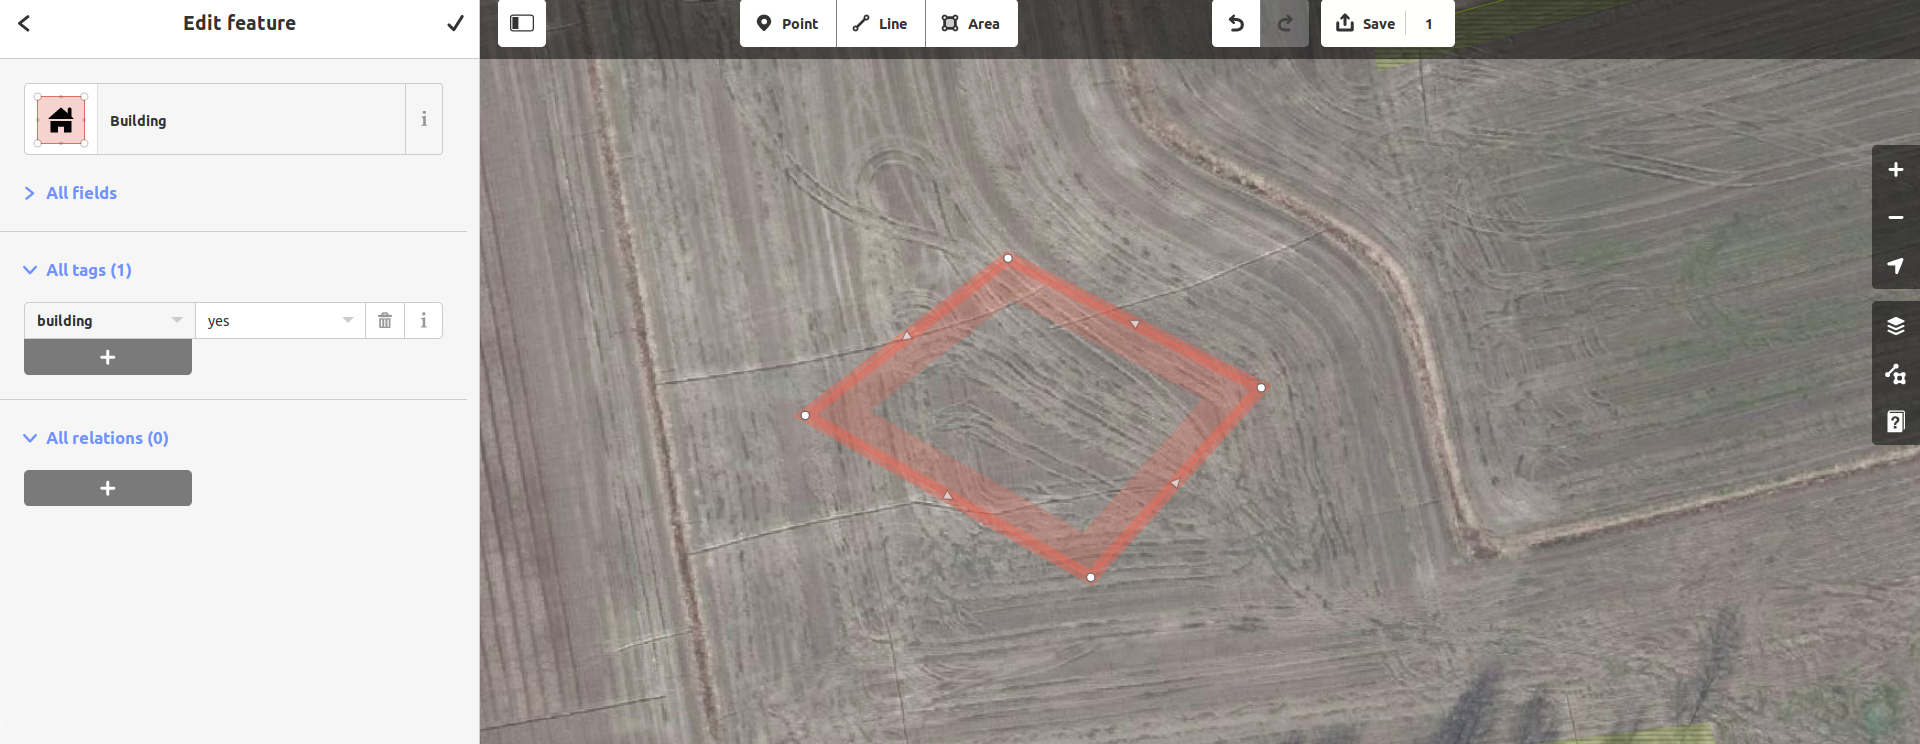 Edit feature
Point
Line
Area
Save 1
Building
i
All fields
All tags (1)
building yes i
+
All relations (0)
+